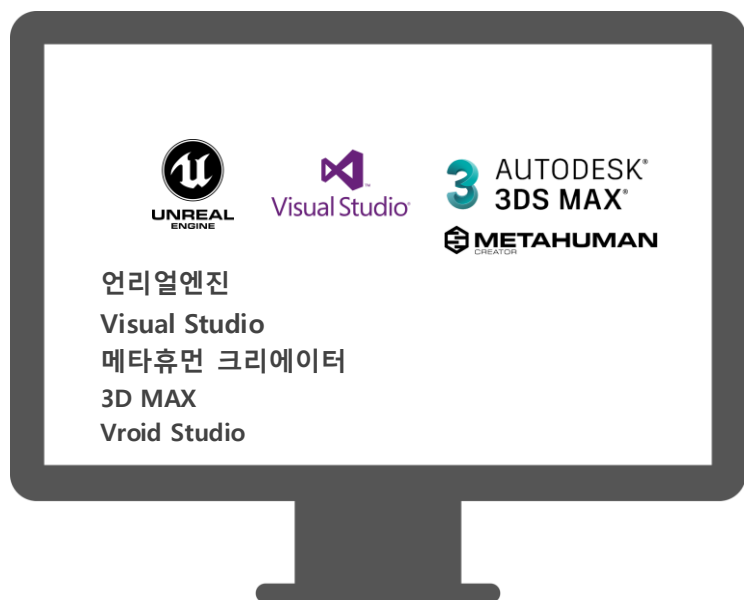 UNREAL
ENGINE
Visual Studio
AUTODESK®
3DS MAX®
METAHUMAN
CREATOR
언리얼엔진
Visual Studio
메타휴먼 크리에이터
3D MAX
Vroid Studio